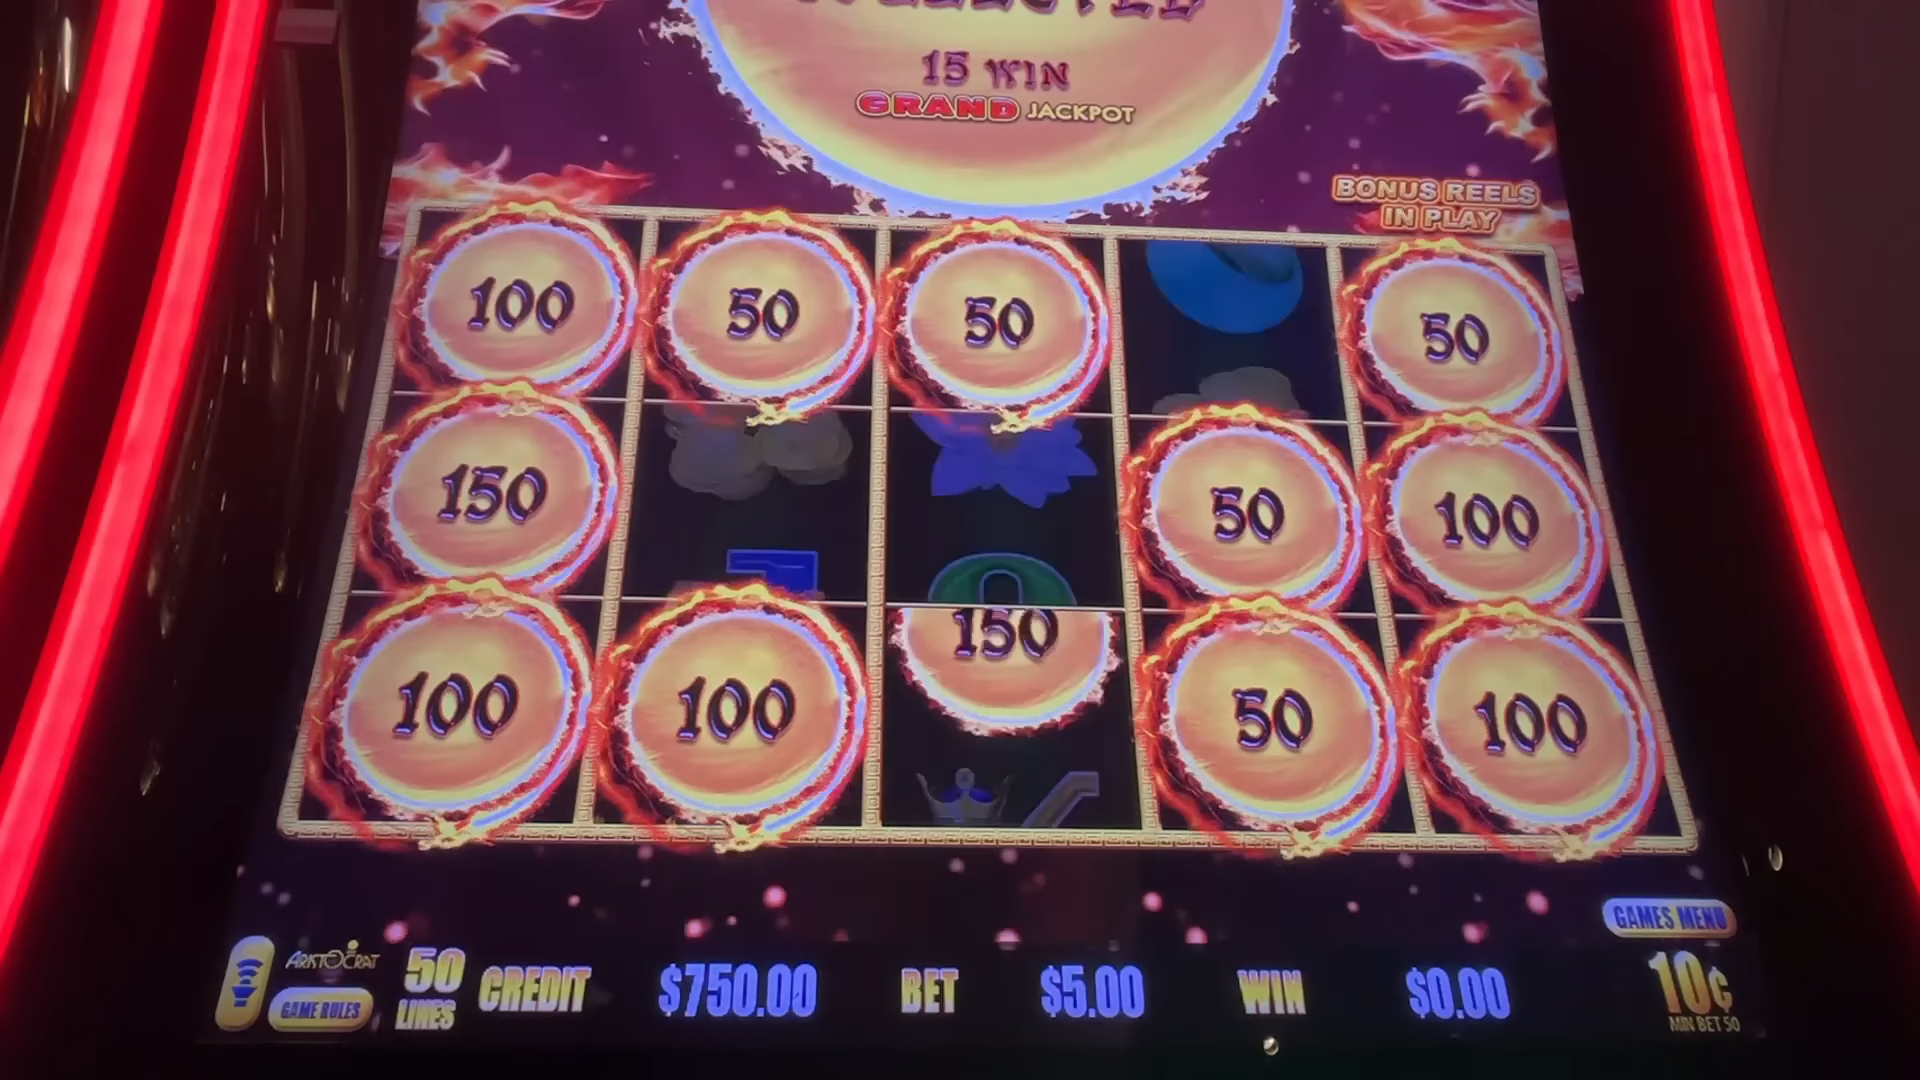 15 WIN
GRAND JACKPOT
BONUS REELS
IN PLAY
100 50 50 50
150 50 100
100 100 150 50 100
GAMES MENU
ARISTOCRAT
GAME RULES
50
LINES
CREDIT $750.00 BET $5.00 WIN $0.00
10¢
MIN BET 50